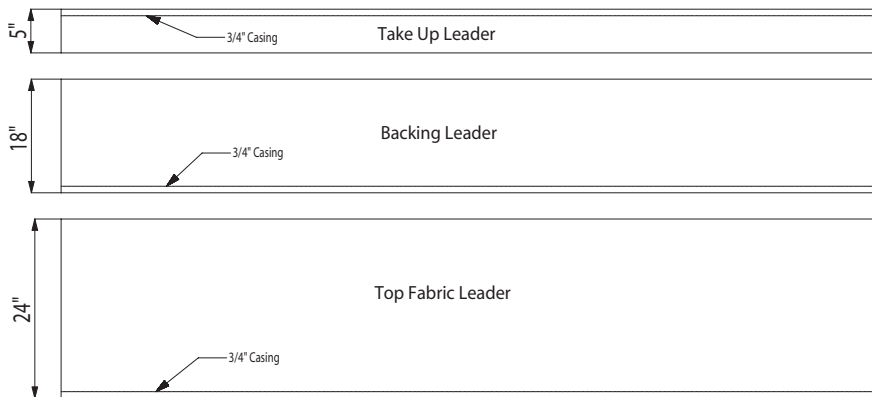 5"
3/4" Casing
Take Up Leader
18"
Backing Leader
3/4" Casing
24"
Top Fabric Leader
3/4" Casing